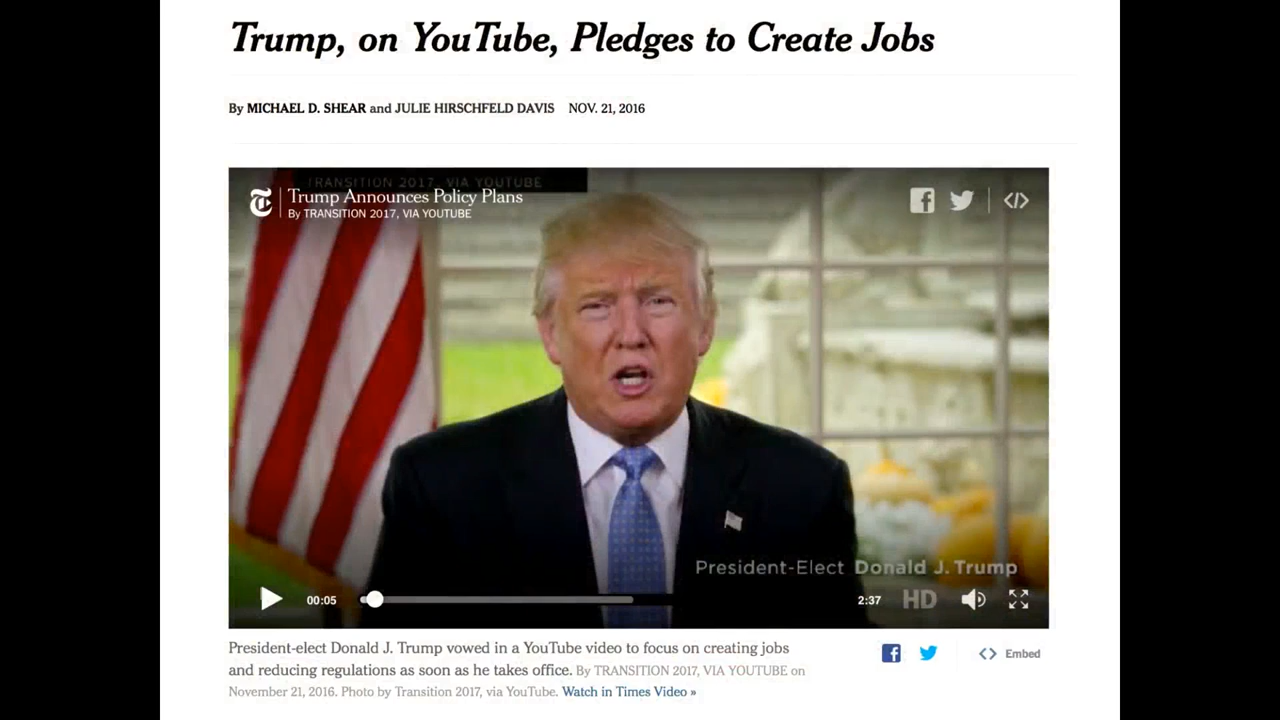 Trump, on YouTube, Pledges to Create Jobs
By MICHAEL D. SHEAR and JULIE HIRSCHFELD DAVIS NOV. 21, 2016
TRANSITION 2017, VIA YOUTUBE
Trump Announces Policy Plans
By TRANSITION 2017, VIA YOUTUBE
President-Elect Donald J. Trump
00:05 2:37 HD
President-elect Donald J. Trump vowed in a YouTube video to focus on creating jobs
and reducing regulations as soon as he takes office. By TRANSITION 2017, VIA YOUTUBE on
November 21, 2016. Photo by Transition 2017, via YouTube. Watch in Times Video »
Embed